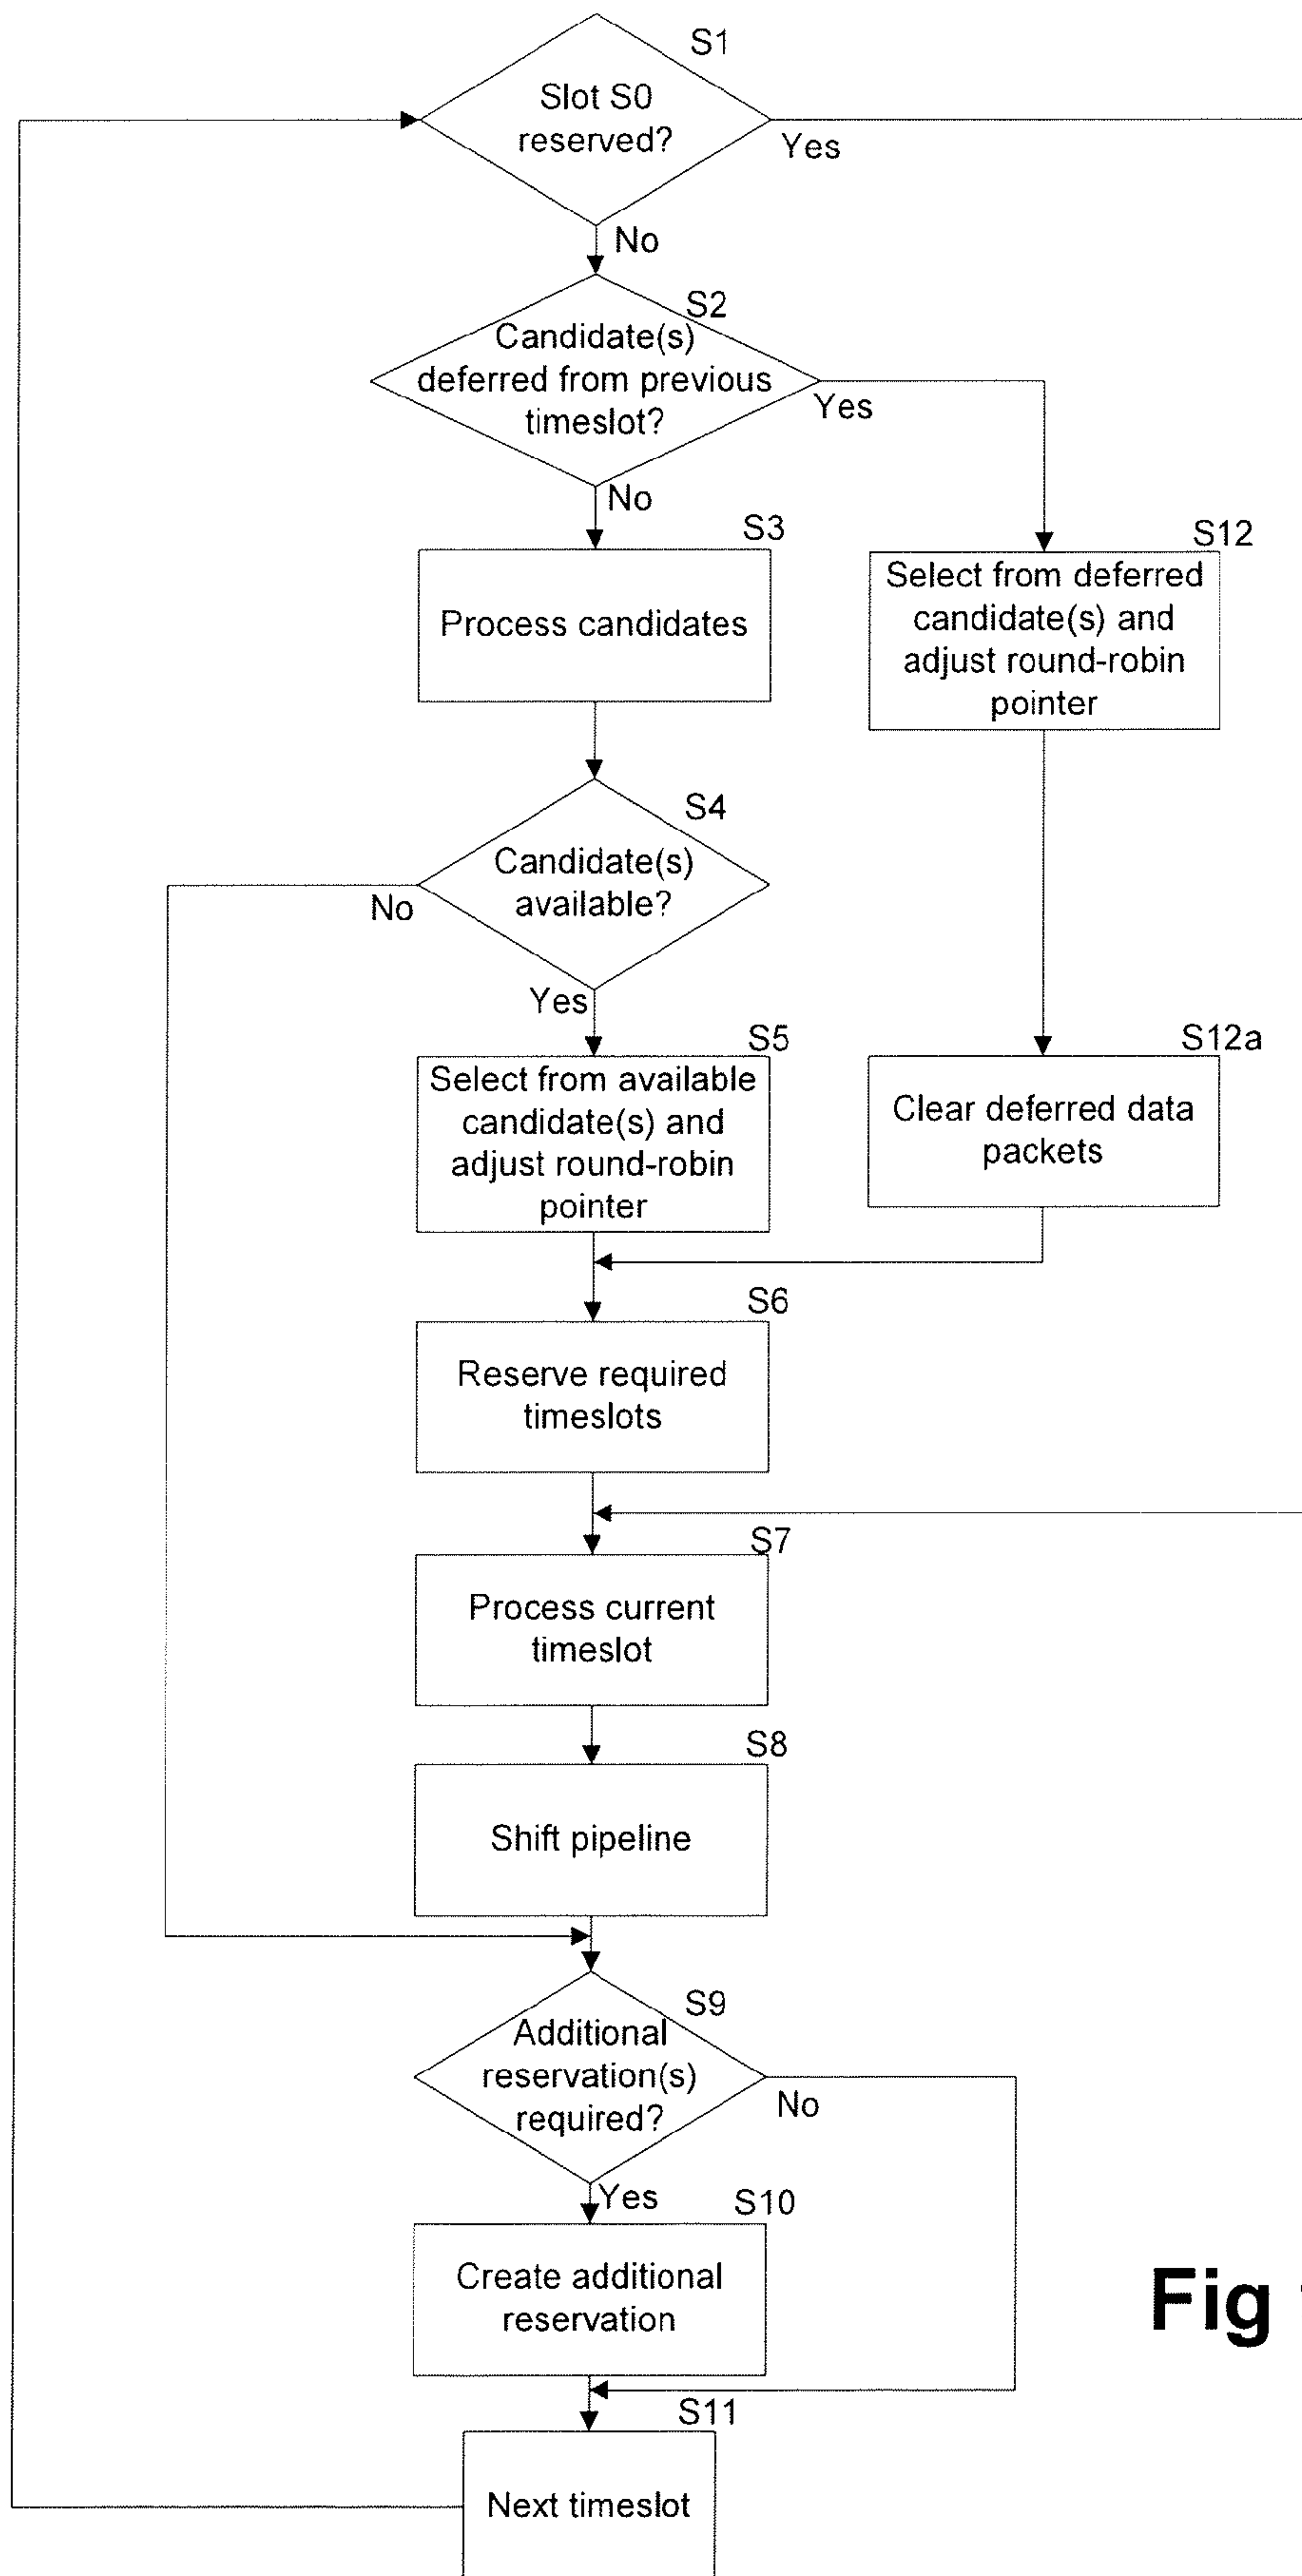 S1
Slot S0
reserved?
Yes
No
S2
Candidate(s)
deferred from previous
timeslot?
Yes
No
S3
Process candidates
S12
Select from deferred
candidate(s) and
adjust round-robin
pointer
S4
Candidate(s)
available?
No
Yes
S5
Select from available
candidate(s) and
adjust round-robin
pointer
S12a
Clear deferred data
packets
S6
Reserve required
timeslots
S7
Process current
timeslot
S8
Shift pipeline
S9
Additional
reservation(s)
required?
No
Yes
S10
Create additional
reservation
Fig
S11
Next timeslot